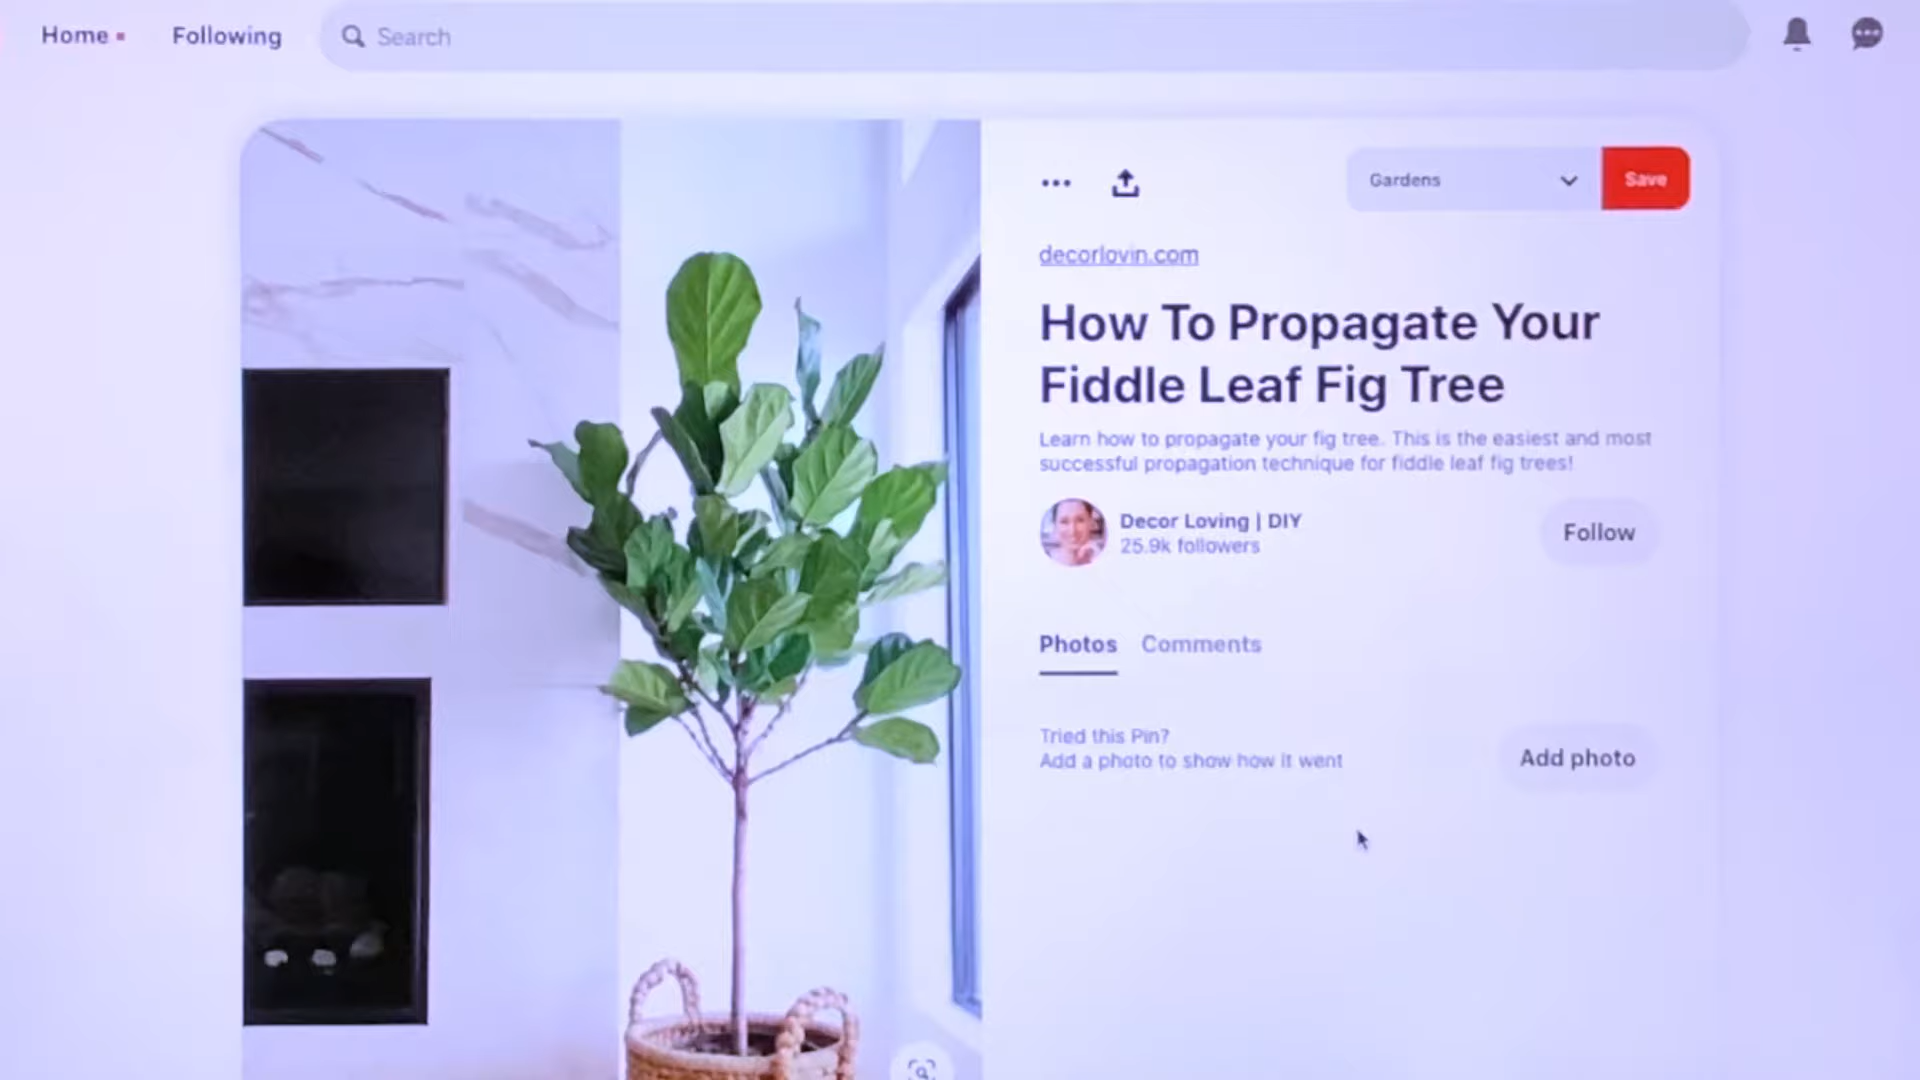 Home
Following
Search
Gardens
Save
decorlovin.com
How To Propagate Your
Fiddle Leaf Fig Tree
Learn how to propagate your fig tree. This is the easiest and most
successful propagation technique for fiddle leaf fig trees!
Decor Loving | DIY
25.9k followers
Follow
Photos
Comments
Tried this Pin?
Add a photo to show how it went
Add photo